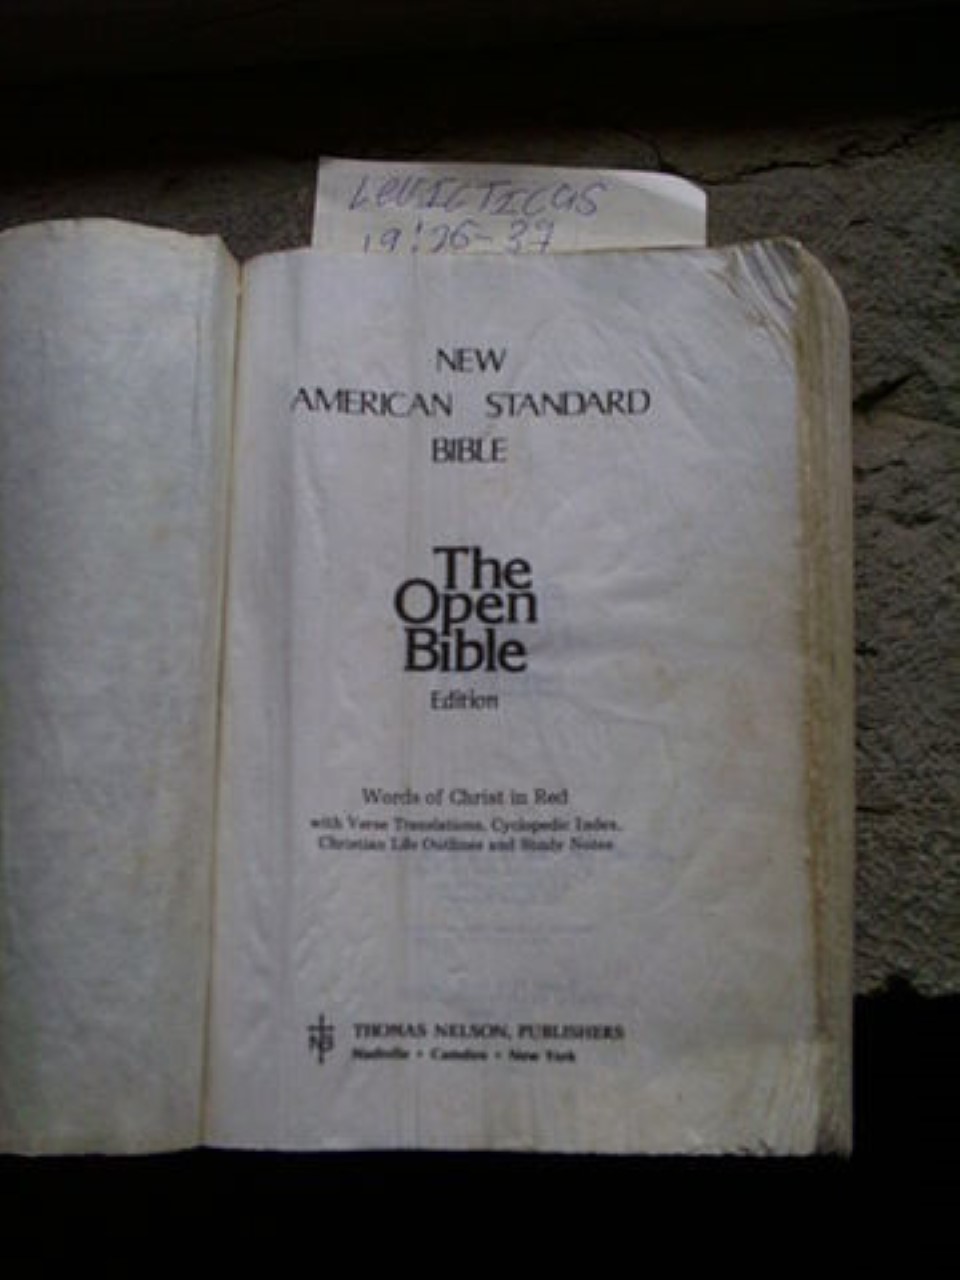 LEVICTICUS
19:26-37
NEW
AMERICAN STANDARD
BIBLE
The
Open
Bible
Edition
Words of Christ in Red
with Verse Translations, Cyclopedic Index,
Christian Life Outlines and Study Notes
THOMAS NELSON, PUBLISHERS
Nashville • Camden • New York